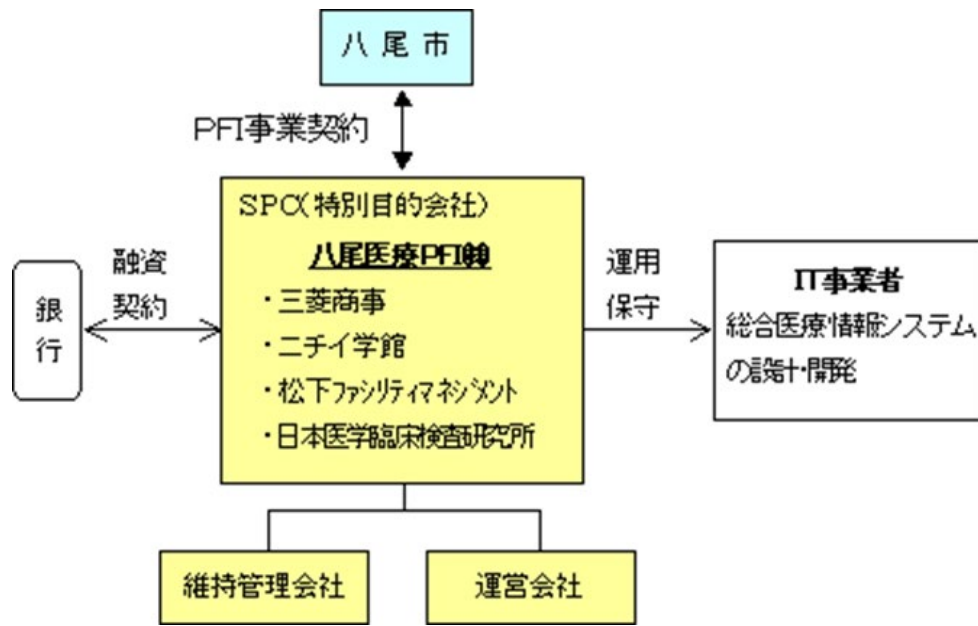 八尾市
PFI事業契約
SPC(特別目的会社)
八尾医療PFI㈱
・三菱商事
・ニチイ学館
・松下ファシリティマネジメント
・日本医学臨床検査研究所
融資
契約
銀
行
運用
保守
IT事業者
総合医療情報システム
の設計・開発
維持管理会社
運営会社